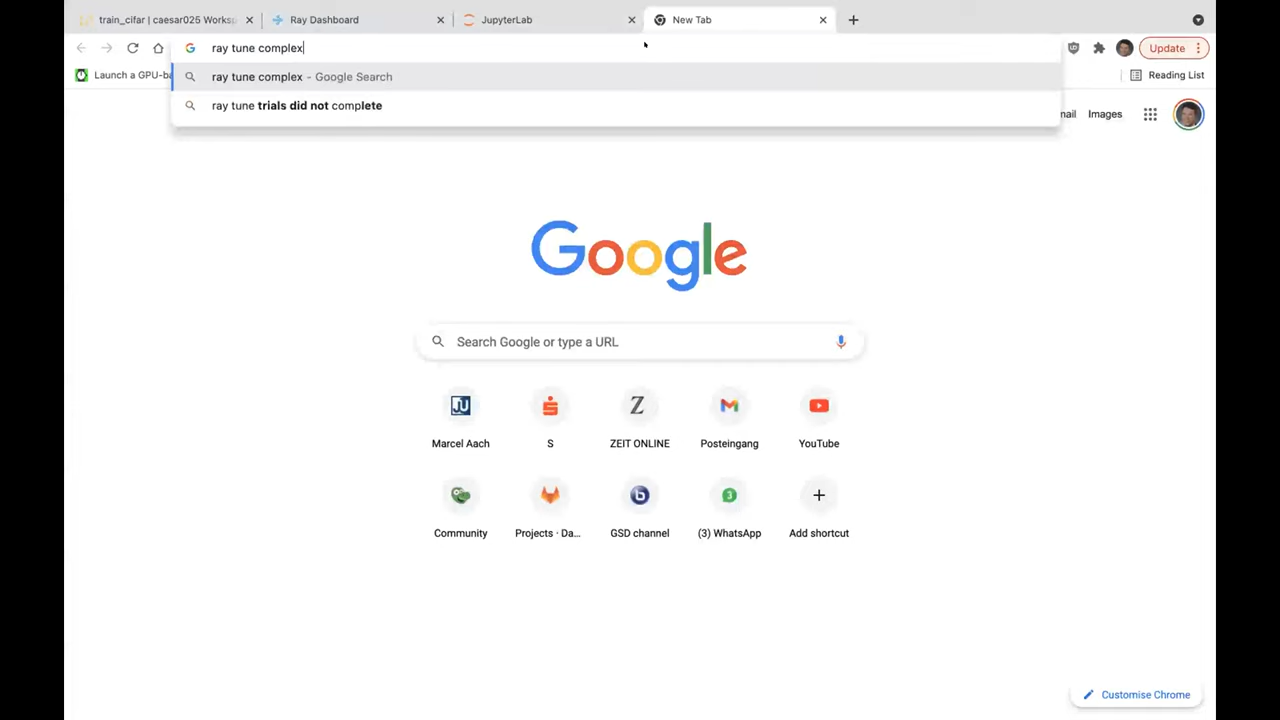 train_cifar | caesar025 Worksp
Ray Dashboard
JupyterLab
New Tab
ray tune complex
Update
Launch a GPU-ba
ray tune complex - Google Search
Reading List
ray tune trials did not complete
mail
Images
Google
Search Google or type a URL
Marcel Aach
S
ZEIT ONLINE
Posteingang
YouTube
Community
Projects · Da...
GSD channel
(3) WhatsApp
Add shortcut
Customise Chrome